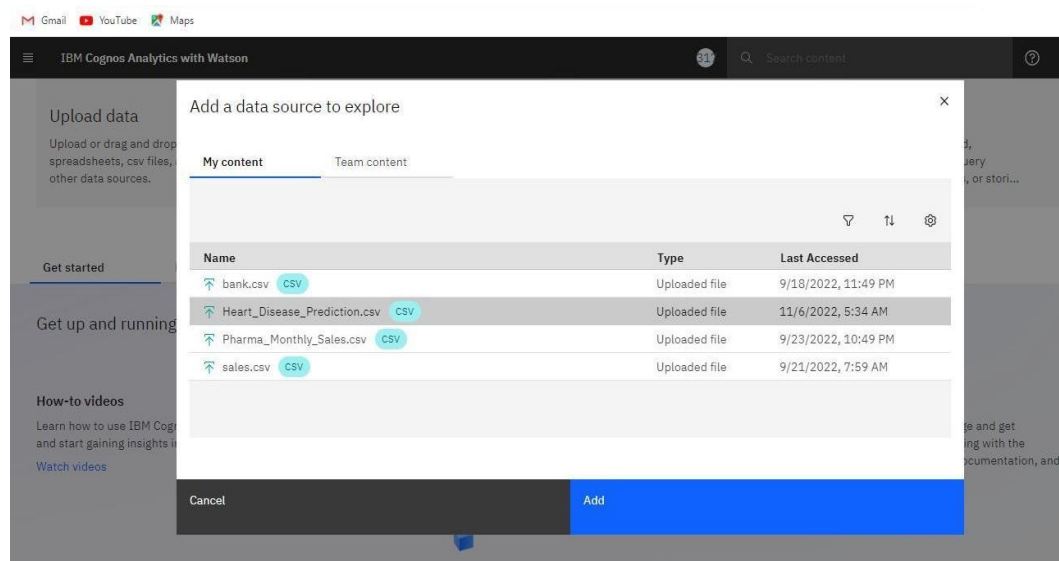 Gmail YouTube Maps
IBM Cognos Analytics with Watson
Search content
Add a data source to explore
My content Team content
Name Type Last Accessed
bank.csv CSV Uploaded file 9/18/2022, 11:49 PM
Heart_Disease_Prediction.csv CSV Uploaded file 11/6/2022, 5:34 AM
Pharma_Monthly_Sales.csv CSV Uploaded file 9/23/2022, 10:49 PM
sales.csv CSV Uploaded file 9/21/2022, 7:59 AM
Cancel Add
Upload data
Upload or drag and drop
spreadsheets, csv files,
other data sources.
or stori...
Get started
Get up and running
How-to videos
Learn how to use IBM
and start gaining insights
Watch videos
and get
with the
and